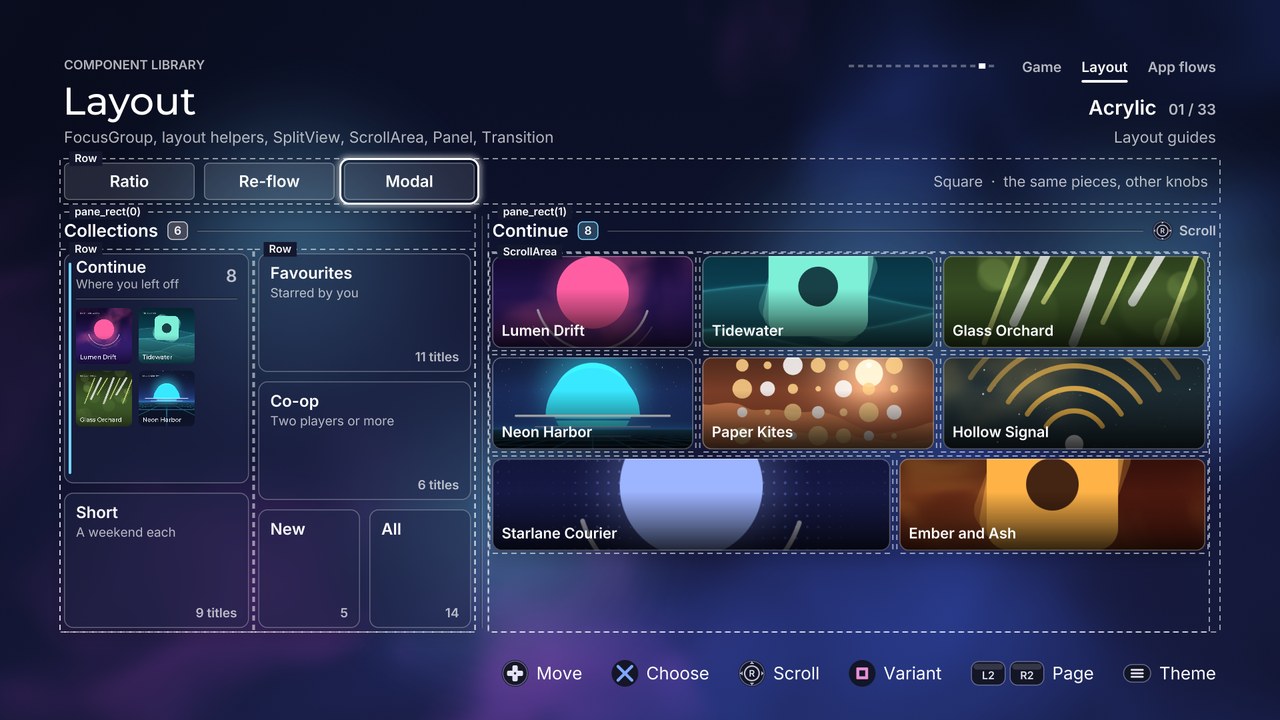 COMPONENT LIBRARY
Game
Layout
App flows
Layout
Acrylic 01 / 33
FocusGroup, layout helpers, SplitView, ScrollArea, Panel, Transition
Layout guides
Row
Ratio
Re-flow
Modal
Square · the same pieces, other knobs
pane_rect(0)
Collections 6
Row
Continue
Where you left off
8
Lumen Drift
Tidewater
Glass Orchard
Neon Harbor
Short
A weekend each
9 titles
Row
Favourites
Starred by you
11 titles
Co-op
Two players or more
6 titles
New
5
All
14
pane_rect(1)
Continue 8
R Scroll
ScrollArea
Lumen Drift
Tidewater
Glass Orchard
Neon Harbor
Paper Kites
Hollow Signal
Starlane Courier
Ember and Ash
Move
Choose
R Scroll
Variant
L2 R2 Page
Theme